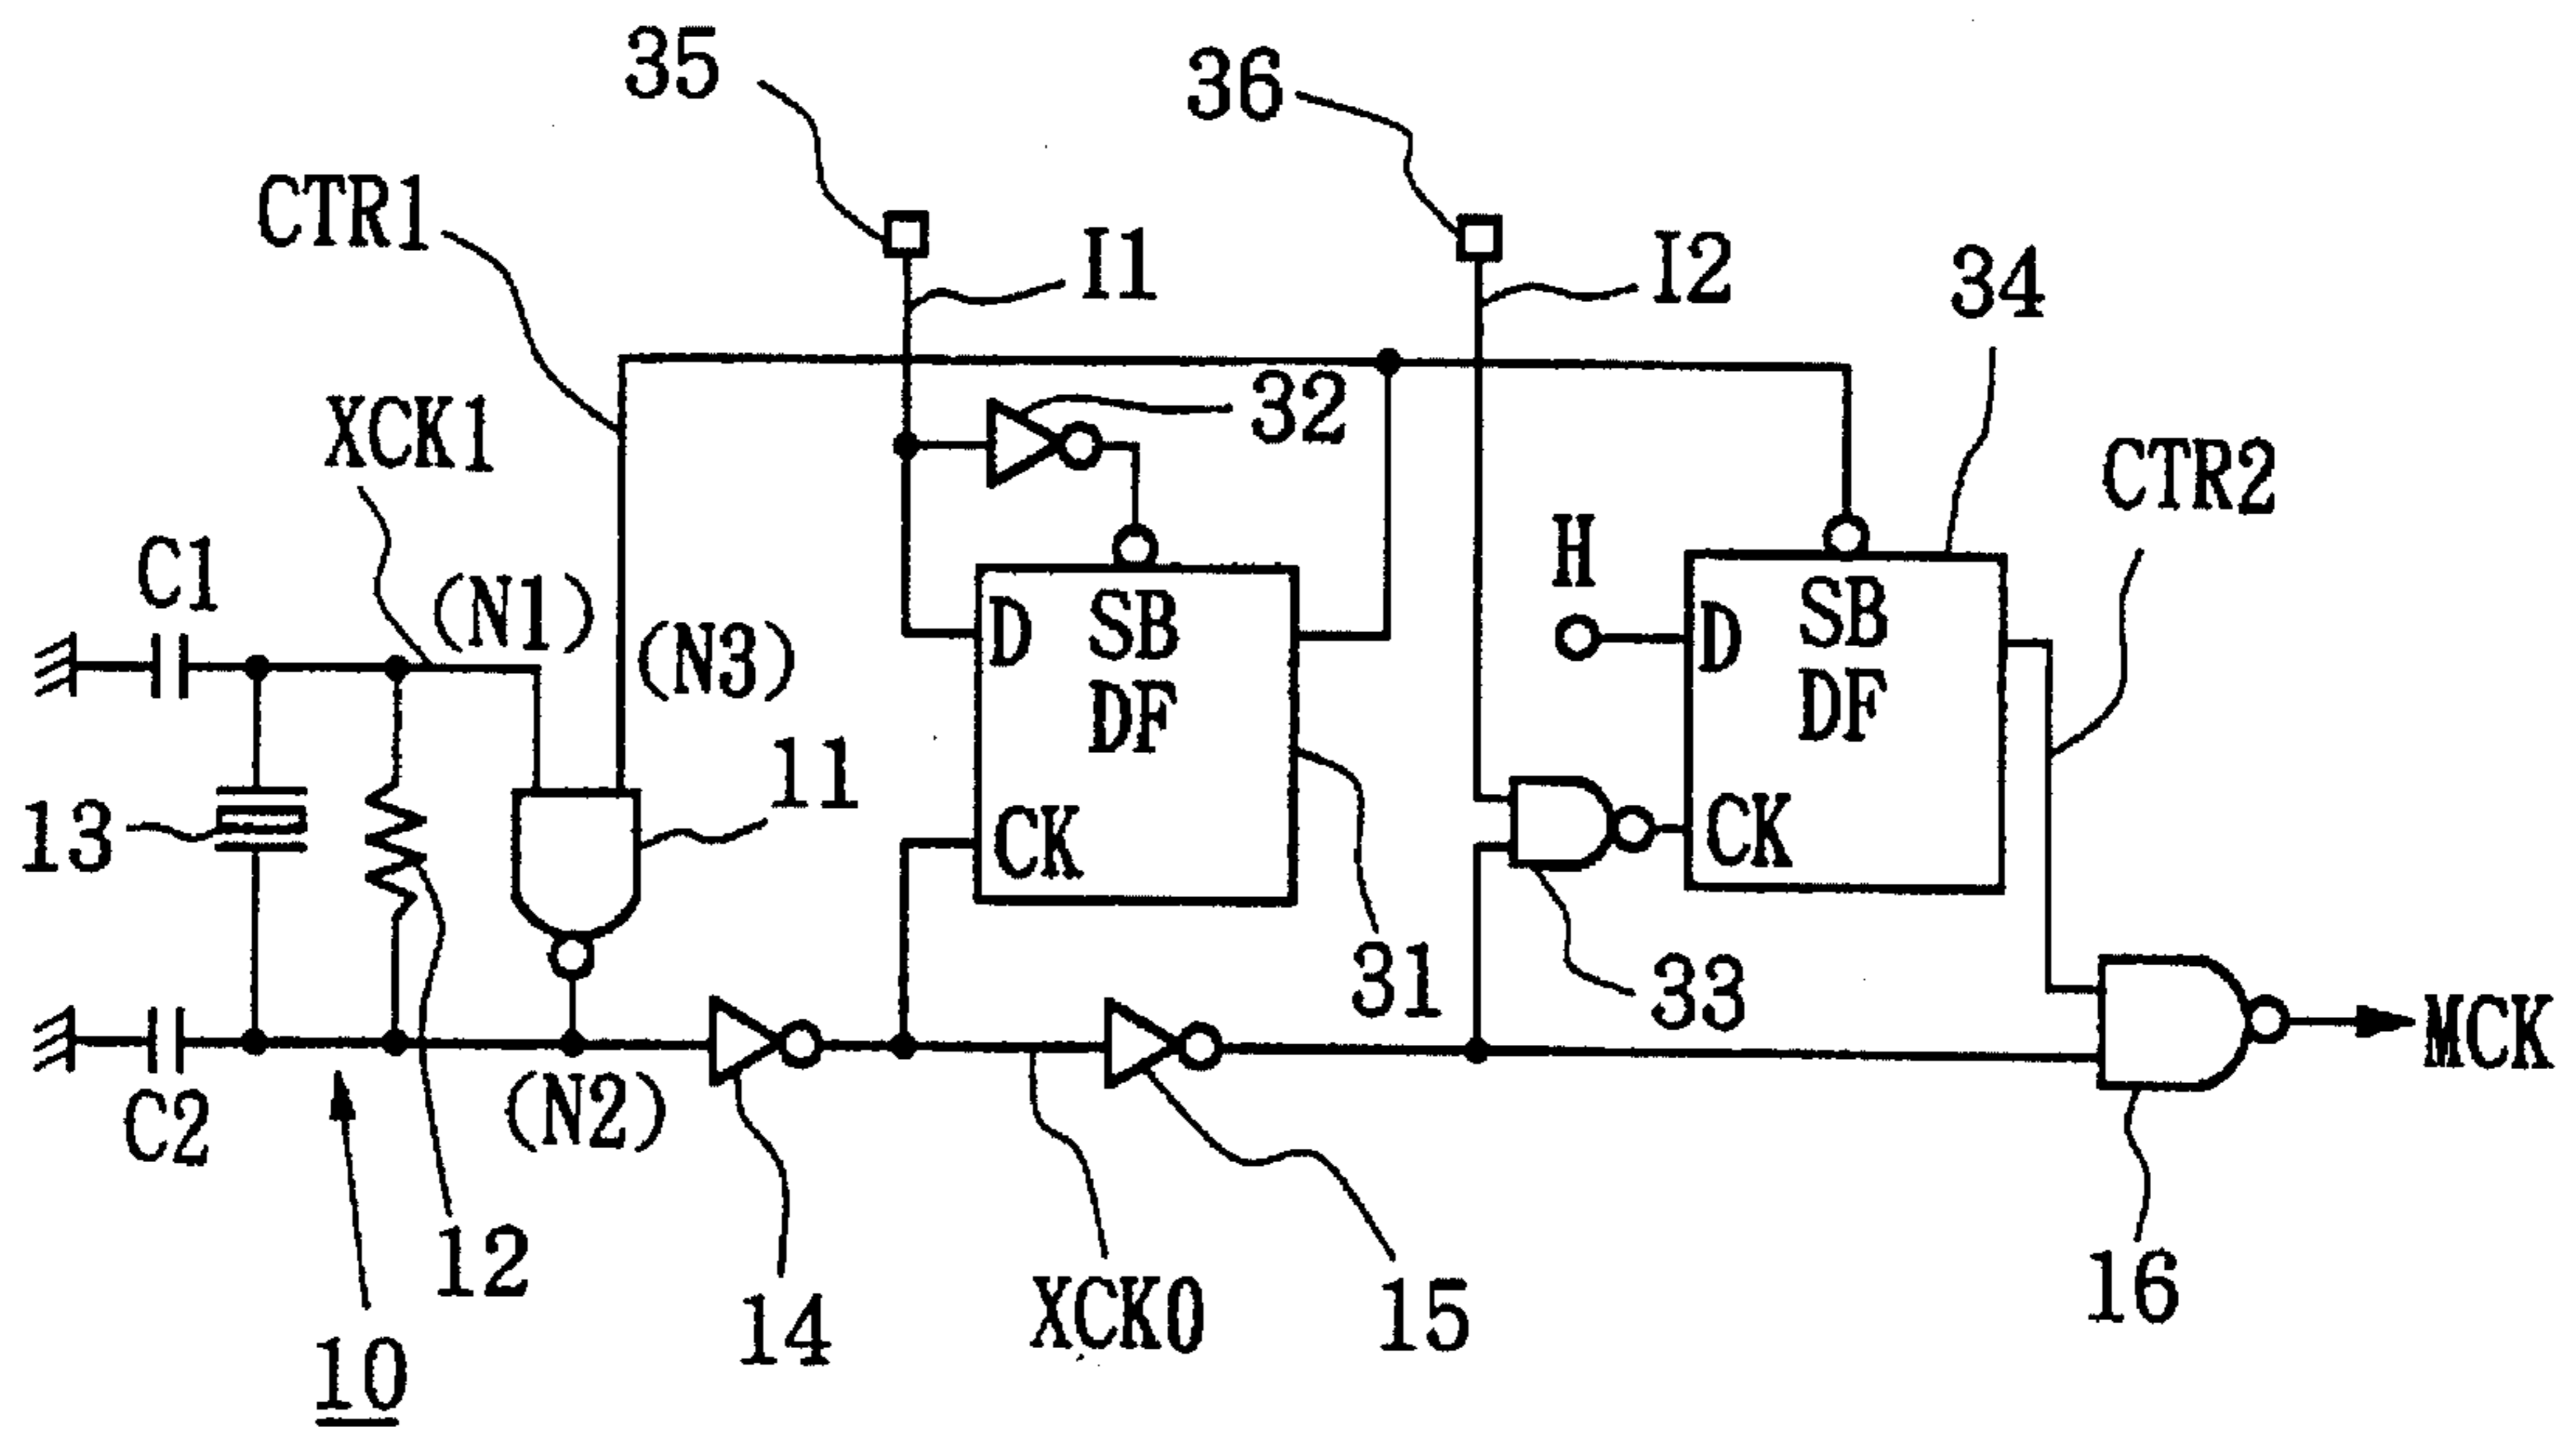 35
36
CTR1
I1
I2
34
XCK1
32
CTR2
C1
(N1)
H
(N3)
D
SB
DF
D
SB
DF
11
13
CK
CK
31
33
C2
(N2)
MCK
12
14
XCK0
15
16
10